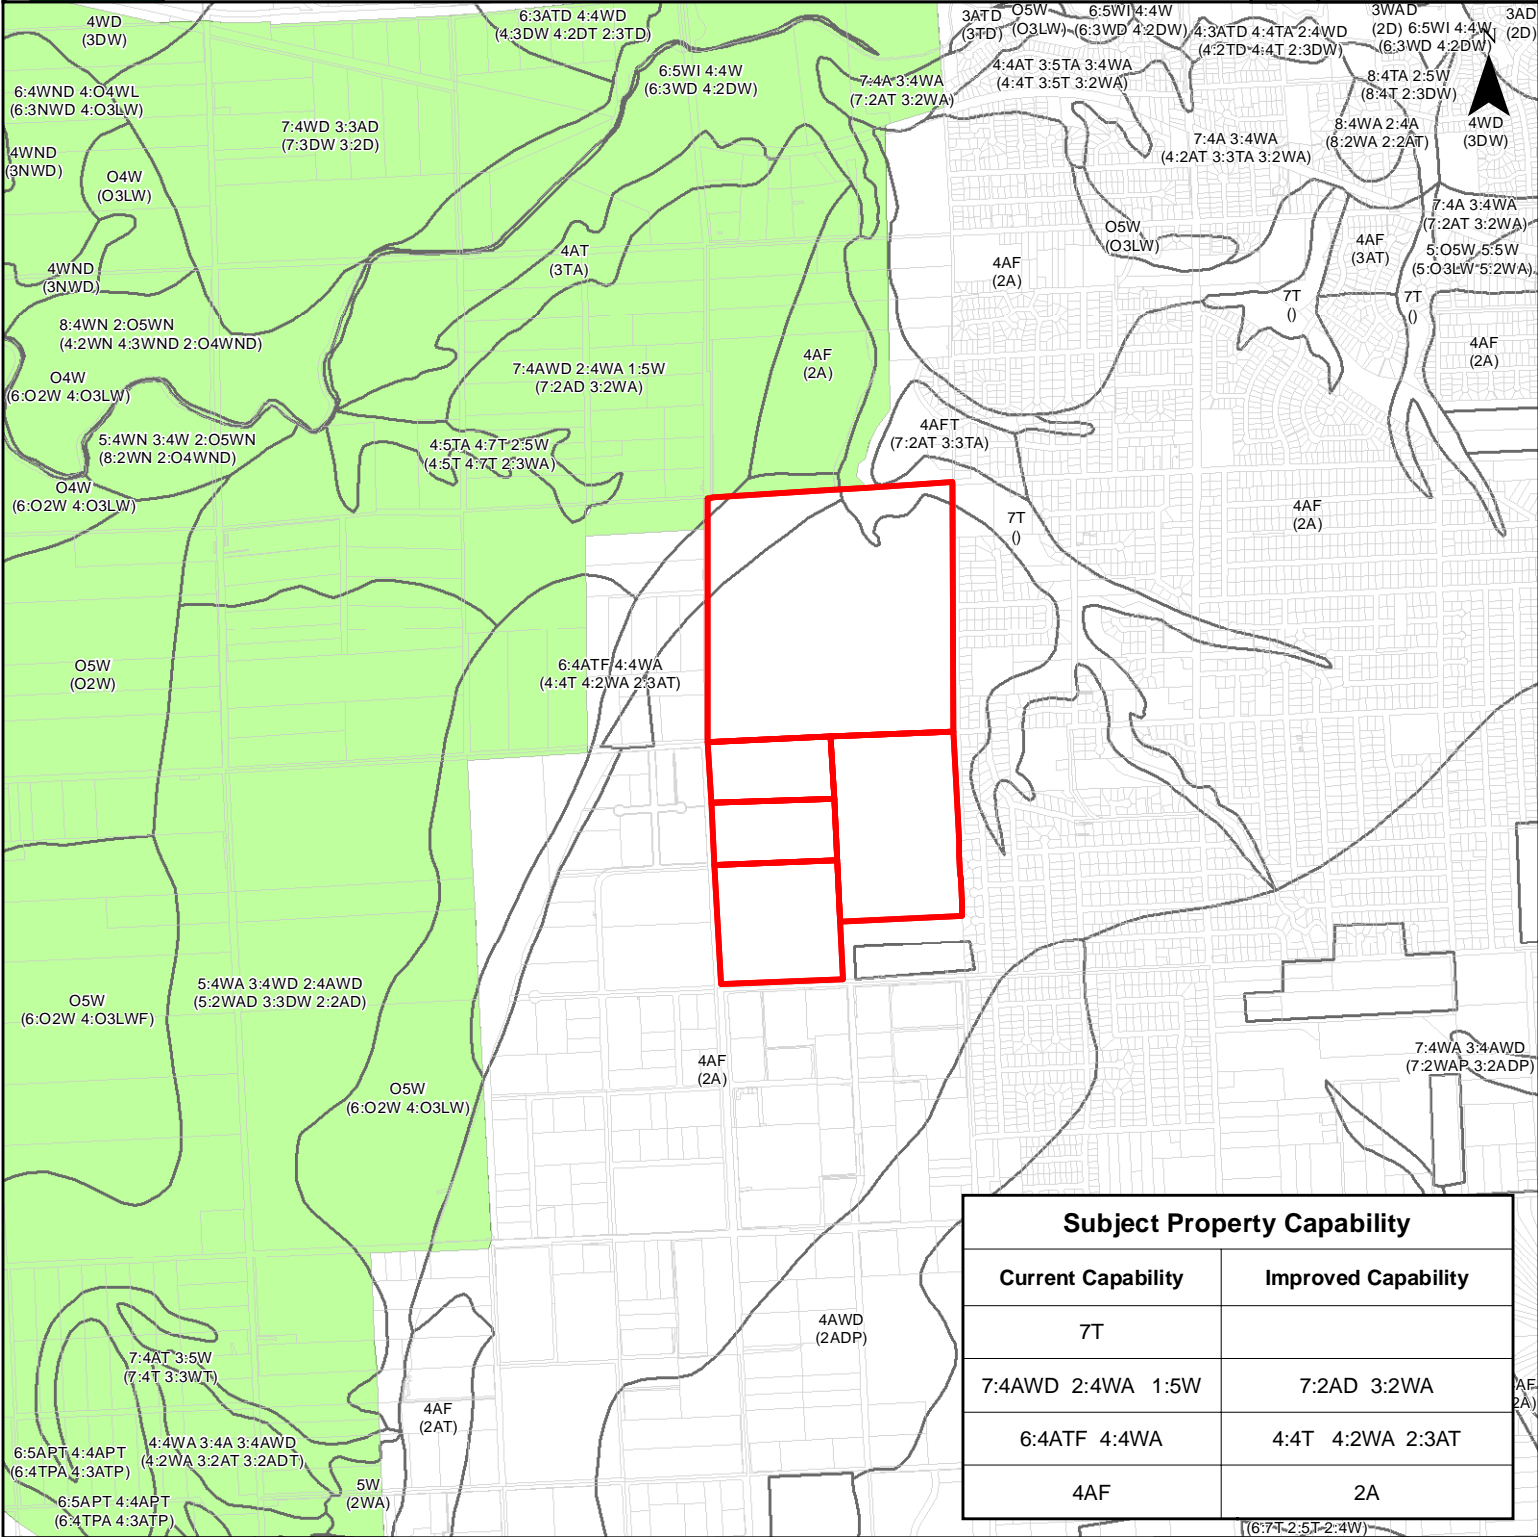 4WD
(3DW)
6:3ATD 4:4WD
(4:3DW 4:2DT 2:3TD)
3ATD
(3TD)
O5W
(O3LW)
6:5WI 4:4W
(6:3WD 4:2DW)
4:3ATD 4:4TA 2:4WD
(4:2TD 4:4T 2:3DW)
3WAD
(2D)
6:5WI 4:4W
(6:3WD 4:2DW)
3AD
(2D)
N
6:4WND 4:O4WL
(6:3NWD 4:O3LW)
7:4WD 3:3AD
(7:3DW 3:2D)
6:5WI 4:4W
(6:3WD 4:2DW)
7:4A 3:4WA
(7:2AT 3:2WA)
4:4AT 3:5TA 3:4WA
(4:4T 3:5T 3:2WA)
8:4TA 2:5W
(8:4T 2:3DW)
4WND
(3NWD)
O4W
(O3LW)
7:4A 3:4WA
(4:2AT 3:3TA 3:2WA)
8:4WA 2:4A
(8:2WA 2:2AT)
4WD
(3DW)
4WND
(3NWD)
4AT
(3TA)
4AF
(2A)
O5W
(O3LW)
4AF
(3AT)
7:4A 3:4WA
(7:2AT 3:2WA)
5:O5W 5:5W
(5:O3LW 5:2WA)
8:4WN 2:O5WN
(4:2WN 4:3WND 2:O4WND)
7T
()
7T
()
4AF
(2A)
O4W
(6:O2W 4:O3LW)
7:4AWD 2:4WA 1:5W
(7:2AD 3:2WA)
4AF
(2A)
5:4WN 3:4W 2:O5WN
(8:2WN 2:O4WND)
4:5TA 4:7T 2:5W
(4:5T 4:7T 2:3WA)
4AFT
(7:2AT 3:3TA)
O4W
(6:O2W 4:O3LW)
7T
()
4AF
(2A)
O5W
(O2W)
6:4ATF 4:4WA
(4:4T 4:2WA 2:3AT)
O5W
(6:O2W 4:O3LWF)
5:4WA 3:4WD 2:4AWD
(5:2WAD 3:3DW 2:2AD)
O5W
(6:O2W 4:O3LW)
4AF
(2A)
7:4WA 3:4AWD
(7:2WAP 3:2ADP)
4AWD
(2ADP)
7:4AT 3:5W
(7:4T 3:3WT)
4AF
(2AT)
6:5APT 4:4APT
(6:4TPA 4:3ATP)
4:4WA 3:4A 3:4AWD
(4:2WA 3:2AT 3:2ADT)
6:5APT 4:4APT
(6:4TPA 4:3ATP)
5W
(2WA)
Subject Property Capability
Current Capability Improved Capability
7T
7:4AWD 2:4WA 1:5W 7:2AD 3:2WA
6:4ATF 4:4WA 4:4T 4:2WA 2:3AT
4AF 2A
AF
2A)
(6:7T 2:5T 2:4W)